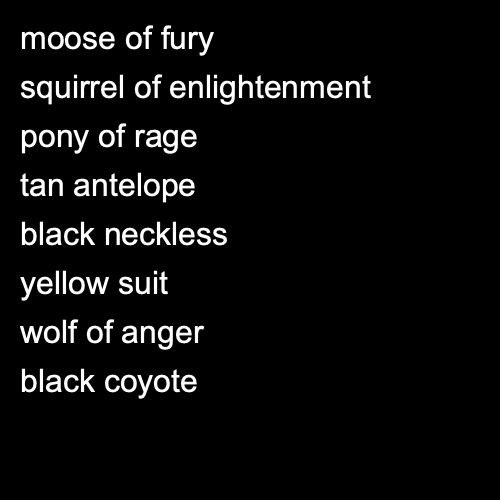 moose of fury
squirrel of enlightenment
pony of rage
tan antelope
black neckless
yellow suit
wolf of anger
black coyote